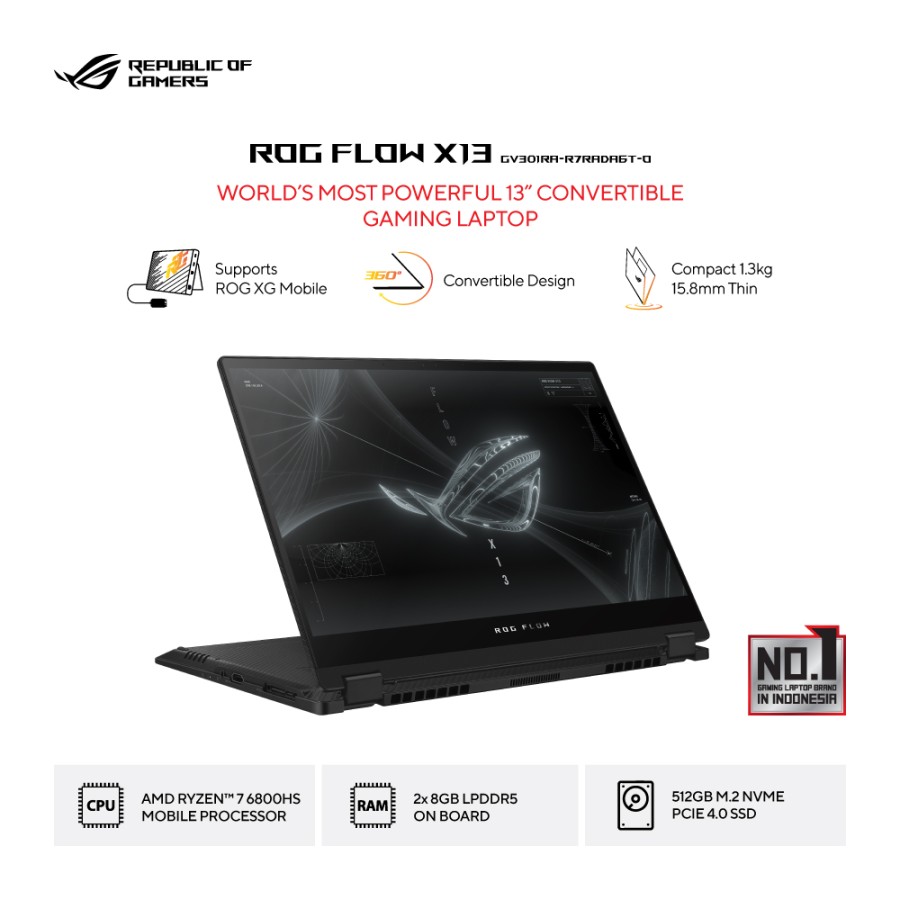 REPUBLIC OF
GAMERS
ROG FLOW X13 GV301RA-R7RADA6T-O
WORLD'S MOST POWERFUL 13" CONVERTIBLE
GAMING LAPTOP
Supports
ROG XG Mobile
360°
Convertible Design
Compact 1.3kg
15.8mm Thin
FLOW
X
1
3
ROG FLOW
NO.1
GAMING LAPTOP BRAND
IN INDONESIA
CPU
AMD RYZEN™ 7 6800HS
MOBILE PROCESSOR
RAM
2x 8GB LPDDR5
ON BOARD
512GB M.2 NVME
PCIE 4.0 SSD